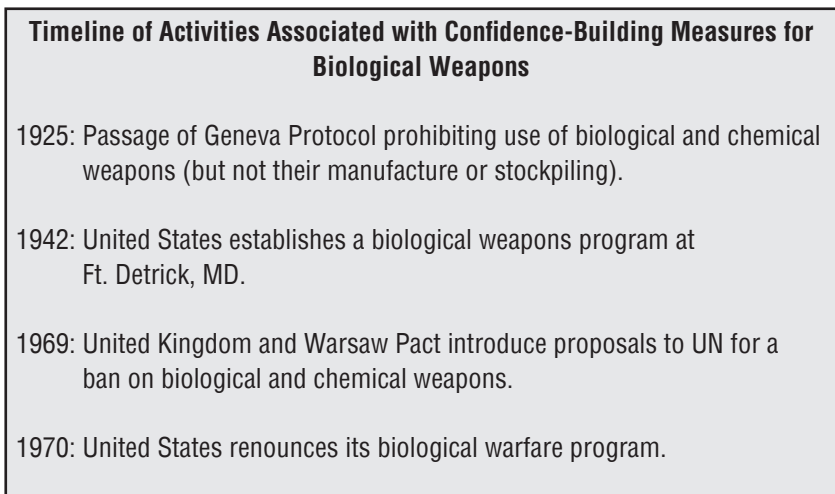 Timeline of Activities Associated with Confidence-Building Measures for
Biological Weapons
1925: Passage of Geneva Protocol prohibiting use of biological and chemical
weapons (but not their manufacture or stockpiling).
1942: United States establishes a biological weapons program at
Ft. Detrick, MD.
1969: United Kingdom and Warsaw Pact introduce proposals to UN for a
ban on biological and chemical weapons.
1970: United States renounces its biological warfare program.